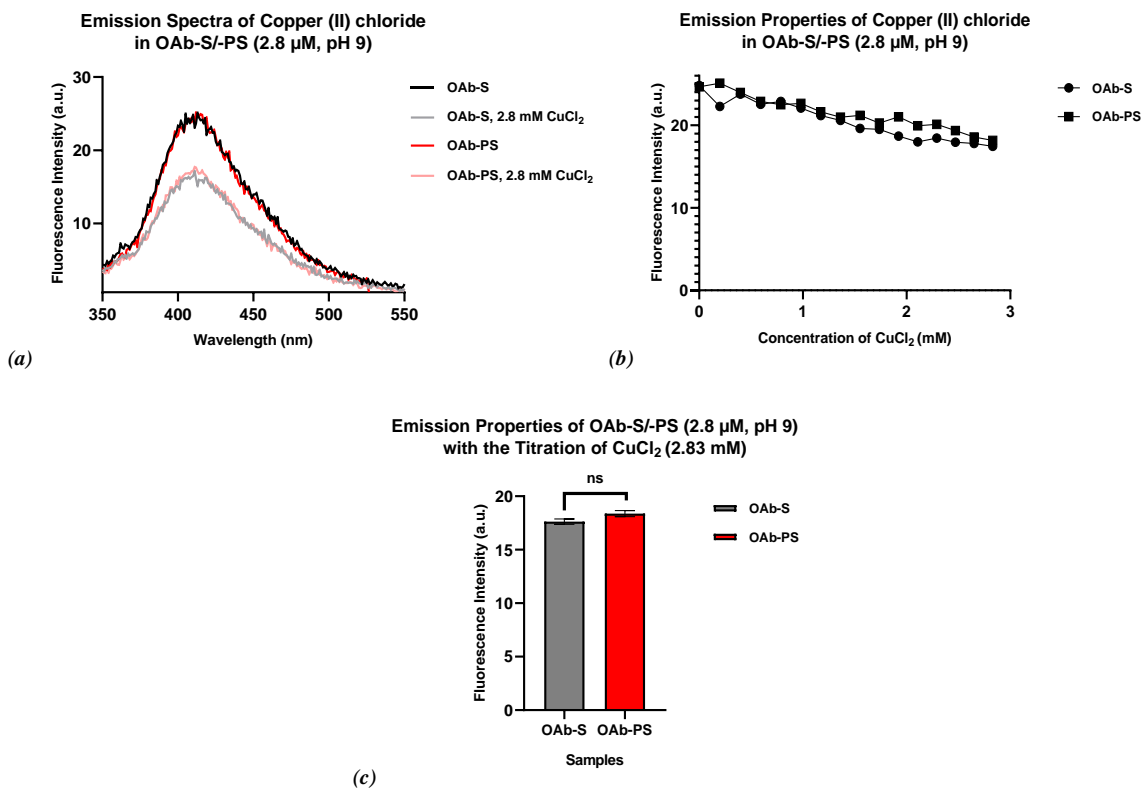 Emission Spectra of Copper (II) chloride
in OAb-S/-PS (2.8 µM, pH 9)
Fluorescence Intensity (a.u.)
30
20
10
350
400
450
500
550
Wavelength (nm)
OAb-S
OAb-S, 2.8 mM CuCl₂
OAb-PS
OAb-PS, 2.8 mM CuCl₂
(a)
Emission Properties of Copper (II) chloride
in OAb-S/-PS (2.8 µM, pH 9)
Fluorescence Intensity (a.u.)
20
10
0
0
1
2
3
Concentration of CuCl₂ (mM)
OAb-S
OAb-PS
(b)
Emission Properties of OAb-S/-PS (2.8 µM, pH 9)
with the Titration of CuCl₂ (2.83 mM)
Fluorescence Intensity (a.u.)
20
15
10
5
0
ns
OAb-S
OAb-PS
Samples
OAb-S
OAb-PS
(c)